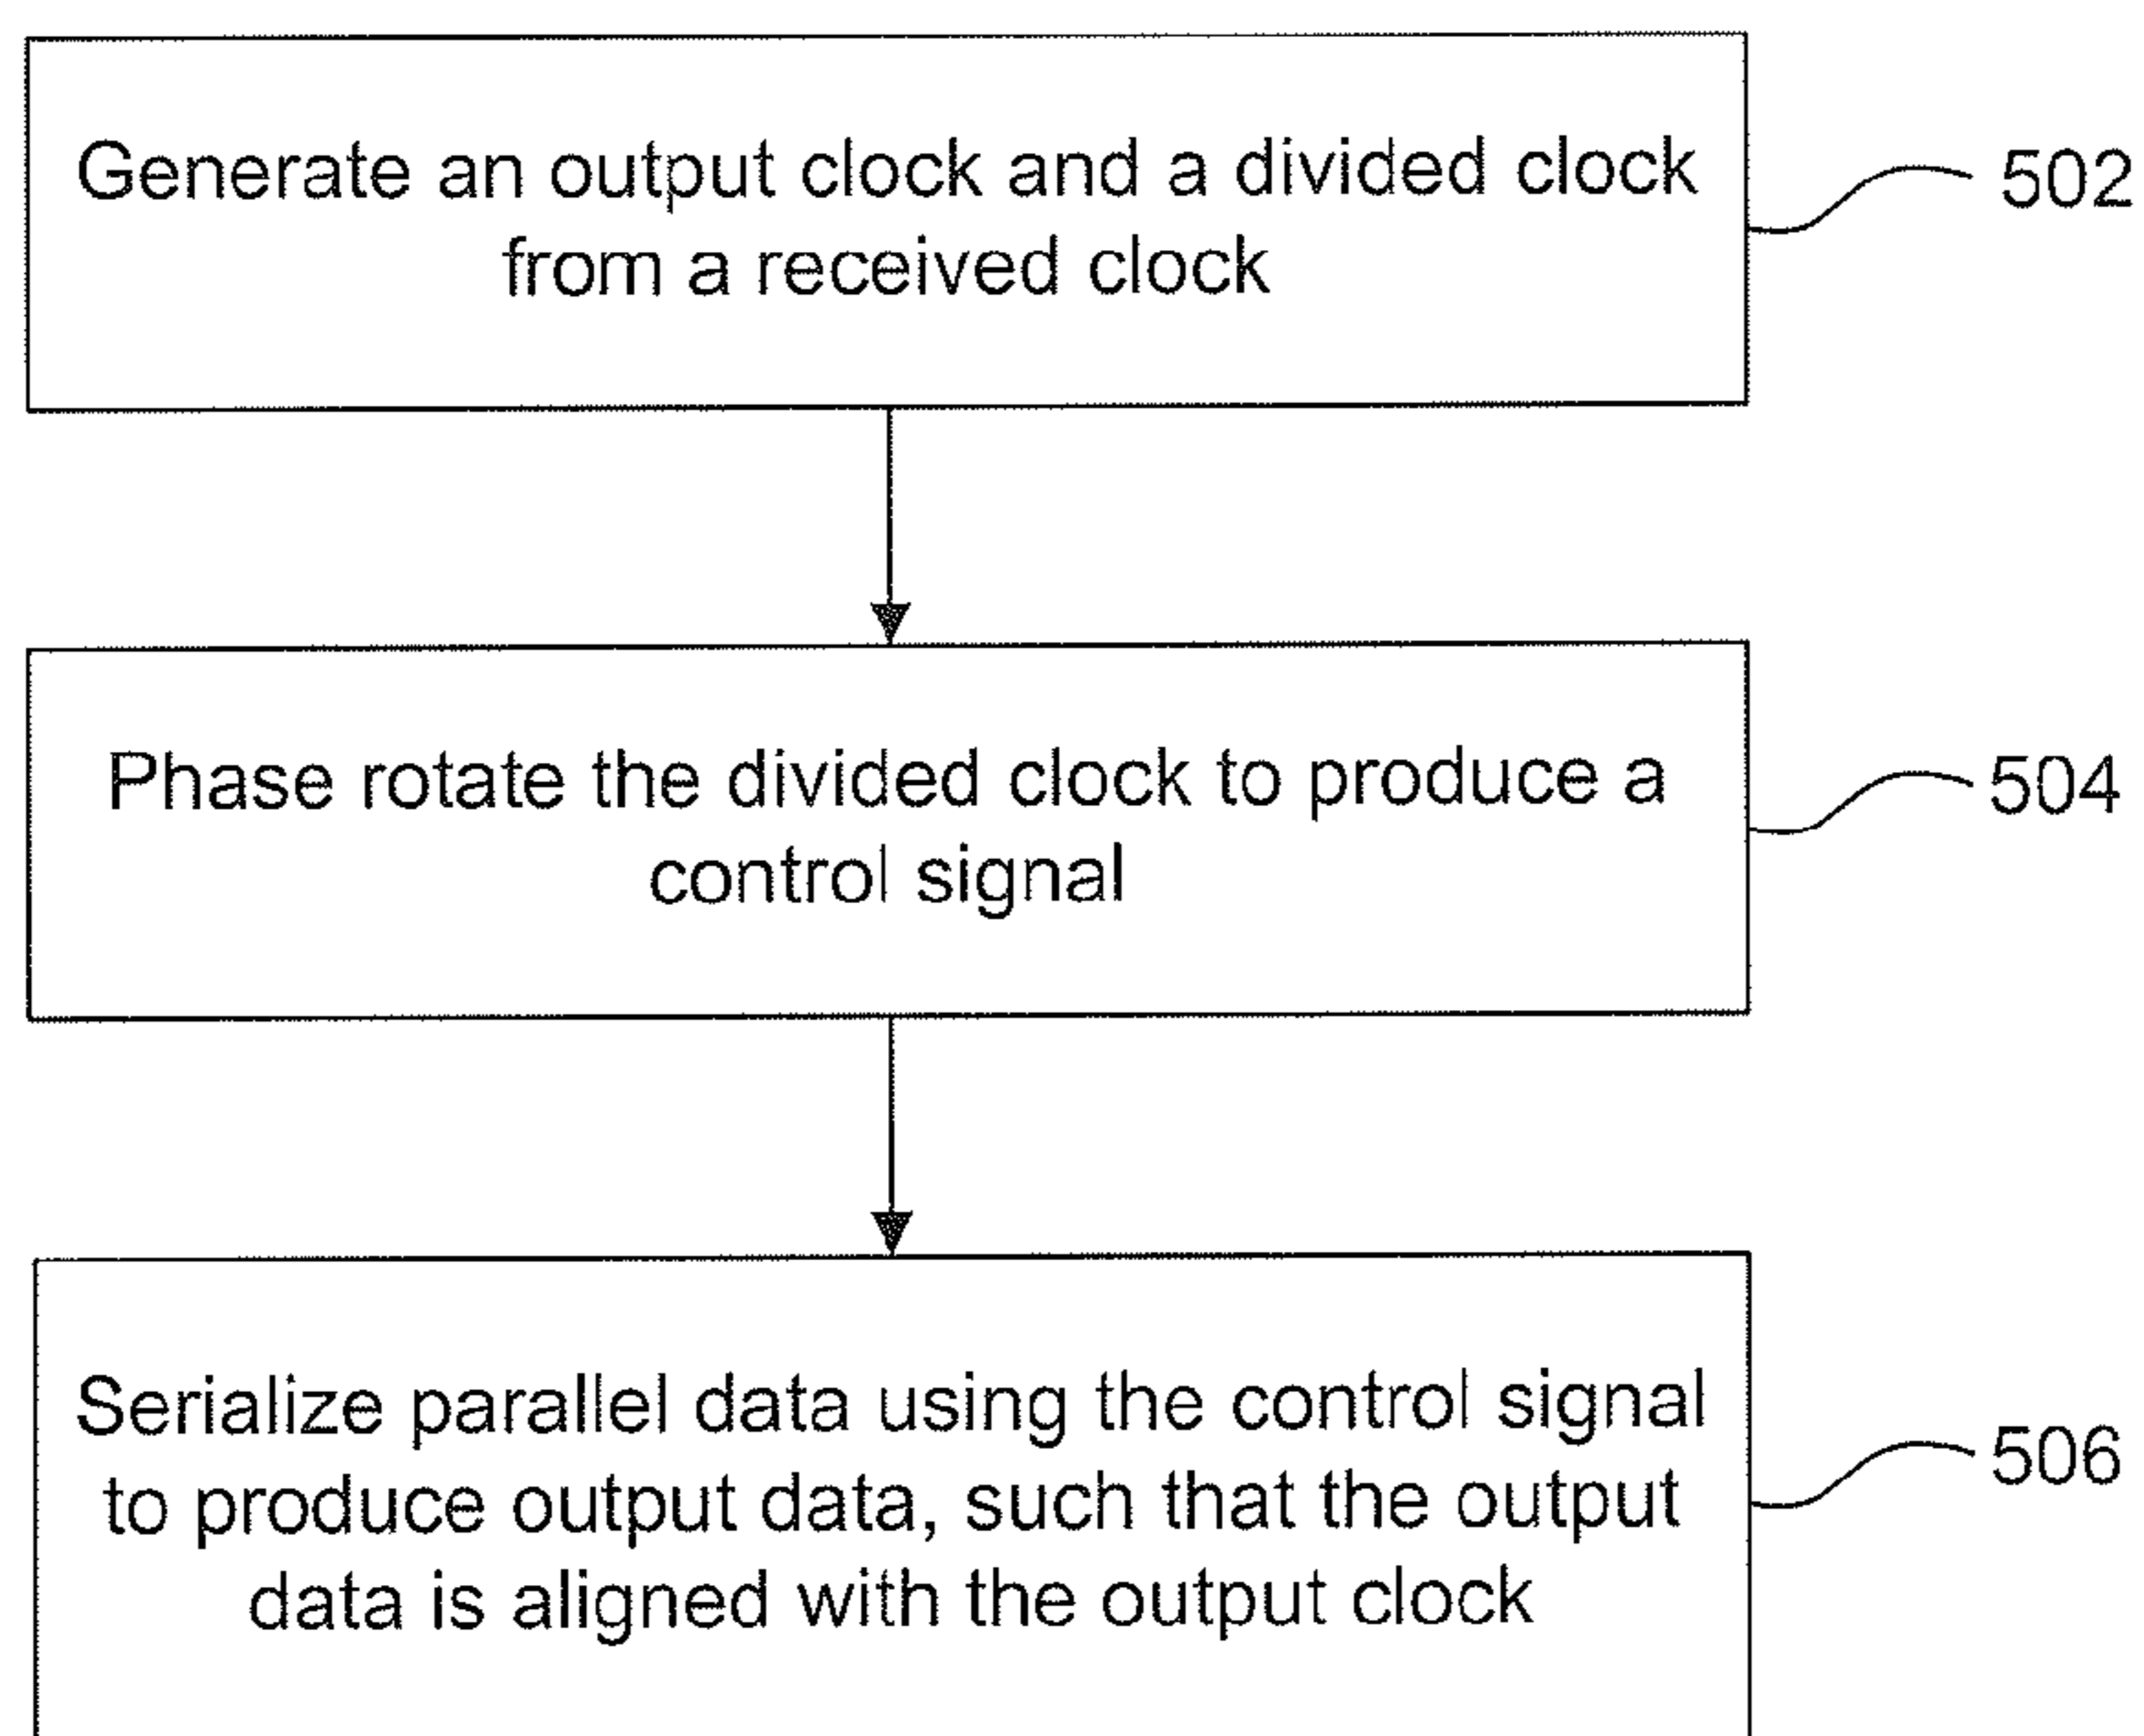 Generate an output clock and a divided clock
from a received clock
502
Phase rotate the divided clock to produce a
control signal
504
Serialize parallel data using the control signal
to produce output data, such that the output
data is aligned with the output clock
506